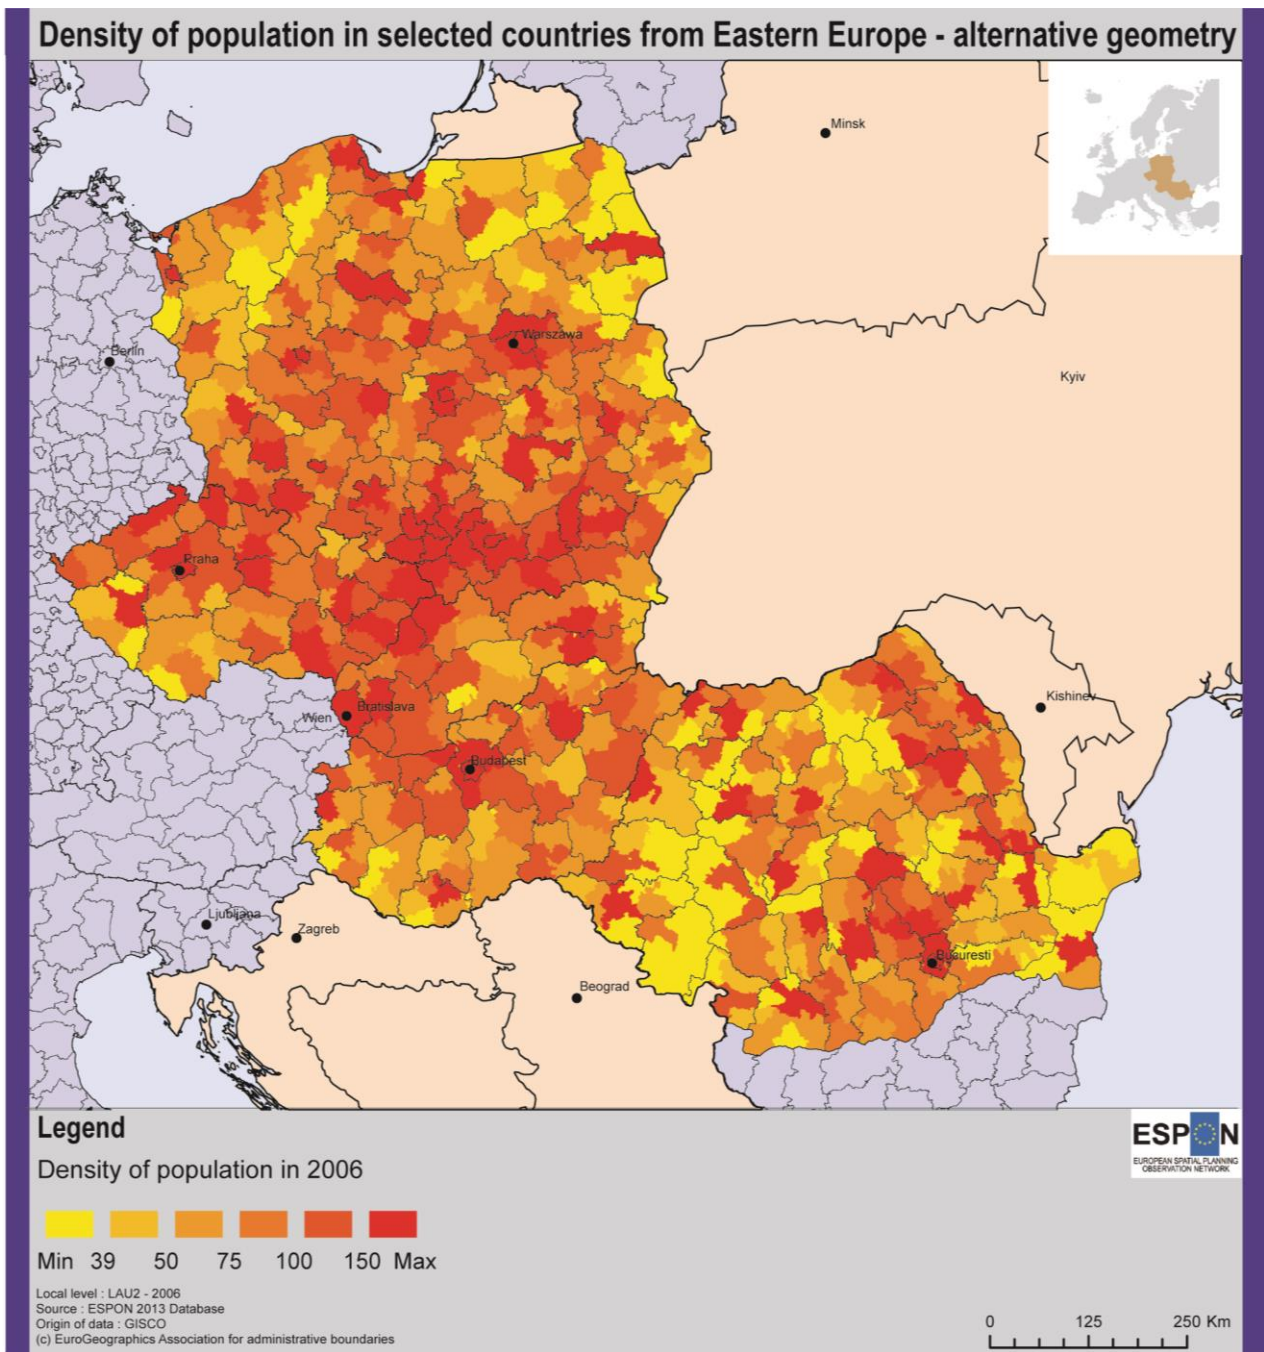 Density of population in selected countries from Eastern Europe - alternative geometry
Minsk
Warszawa
Berlin
Kyiv
Praha
Kishinev
Bratislava
Wien
Budapest
Ljubljana
Zagreb
Bucuresti
Beograd
Legend
Density of population in 2006
Min 39 50 75 100 150 Max
ESPON
EUROPEAN SPATIAL PLANNING
OBSERVATION NETWORK
Local level : LAU2 - 2006
Source : ESPON 2013 Database
Origin of data : GISCO
(c) EuroGeographics Association for administrative boundaries
0 125 250 Km